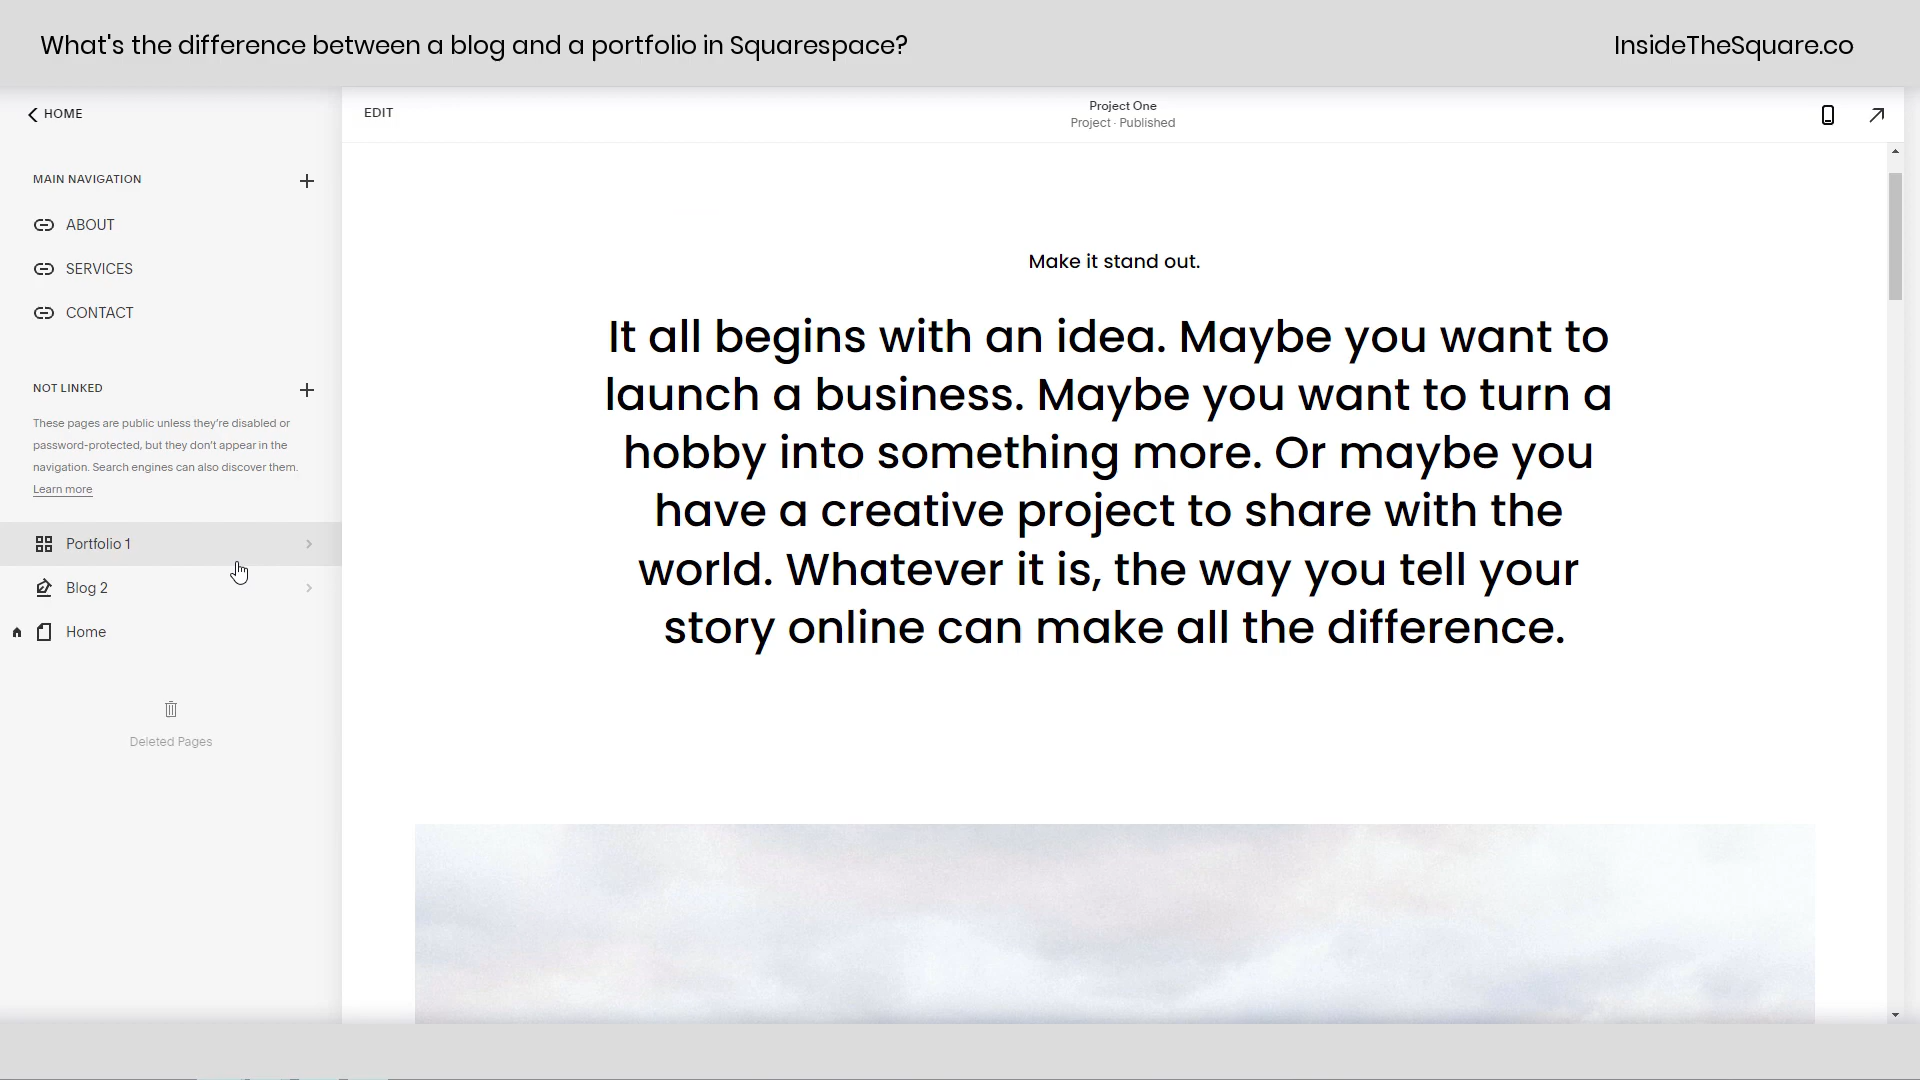 What's the difference between a blog and a portfolio in Squarespace?
InsideTheSquare.co
HOME
EDIT
Project One
Project · Published
MAIN NAVIGATION
ABOUT
SERVICES
CONTACT
NOT LINKED
These pages are public unless they're disabled or
password-protected, but they don't appear in the
navigation. Search engines can also discover them.
Learn more
Portfolio 1
Blog 2
Home
Deleted Pages
Make it stand out.
It all begins with an idea. Maybe you want to
launch a business. Maybe you want to turn a
hobby into something more. Or maybe you
have a creative project to share with the
world. Whatever it is, the way you tell your
story online can make all the difference.